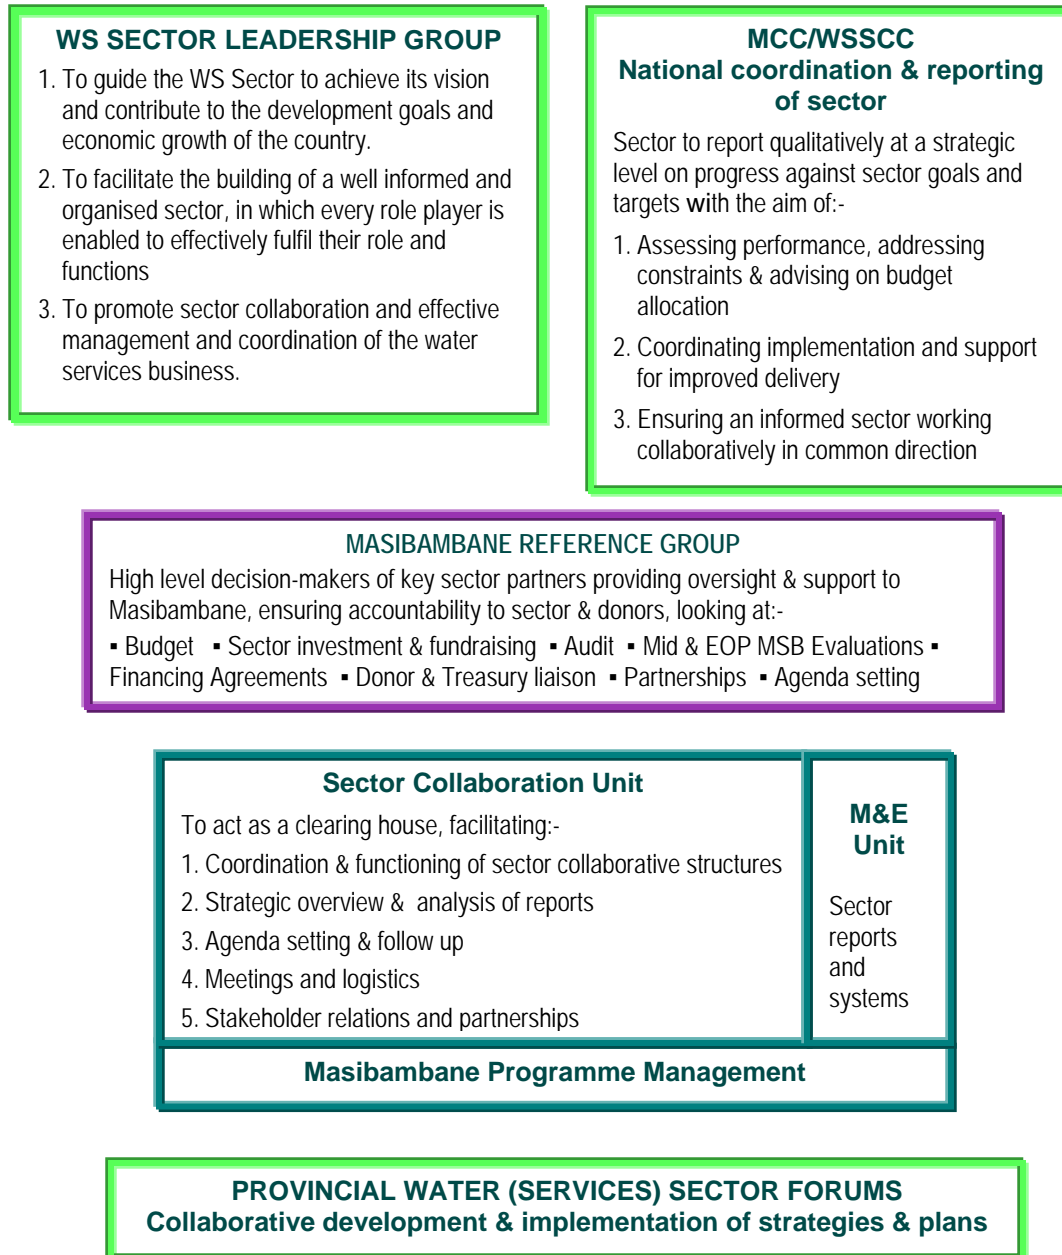 WS SECTOR LEADERSHIP GROUP
1. To guide the WS Sector to achieve its vision
and contribute to the development goals and
economic growth of the country.
2. To facilitate the building of a well informed and
organised sector, in which every role player is
enabled to effectively fulfil their role and
functions
3. To promote sector collaboration and effective
management and coordination of the water
services business.
MCC/WSSCC
National coordination & reporting
of sector
Sector to report qualitatively at a strategic
level on progress against sector goals and
targets with the aim of:-
1. Assessing performance, addressing
constraints & advising on budget
allocation
2. Coordinating implementation and support
for improved delivery
3. Ensuring an informed sector working
collaboratively in common direction
MASIBAMBANE REFERENCE GROUP
High level decision-makers of key sector partners providing oversight & support to
Masibambane, ensuring accountability to sector & donors, looking at:-
▪ Budget ▪ Sector investment & fundraising ▪ Audit ▪ Mid & EOP MSB Evaluations ▪
Financing Agreements ▪ Donor & Treasury liaison ▪ Partnerships ▪ Agenda setting
Sector Collaboration Unit
To act as a clearing house, facilitating:-
1. Coordination & functioning of sector collaborative structures
2. Strategic overview & analysis of reports
3. Agenda setting & follow up
4. Meetings and logistics
5. Stakeholder relations and partnerships
M&E
Unit
Sector
reports
and
systems
Masibambane Programme Management
PROVINCIAL WATER (SERVICES) SECTOR FORUMS
Collaborative development & implementation of strategies & plans